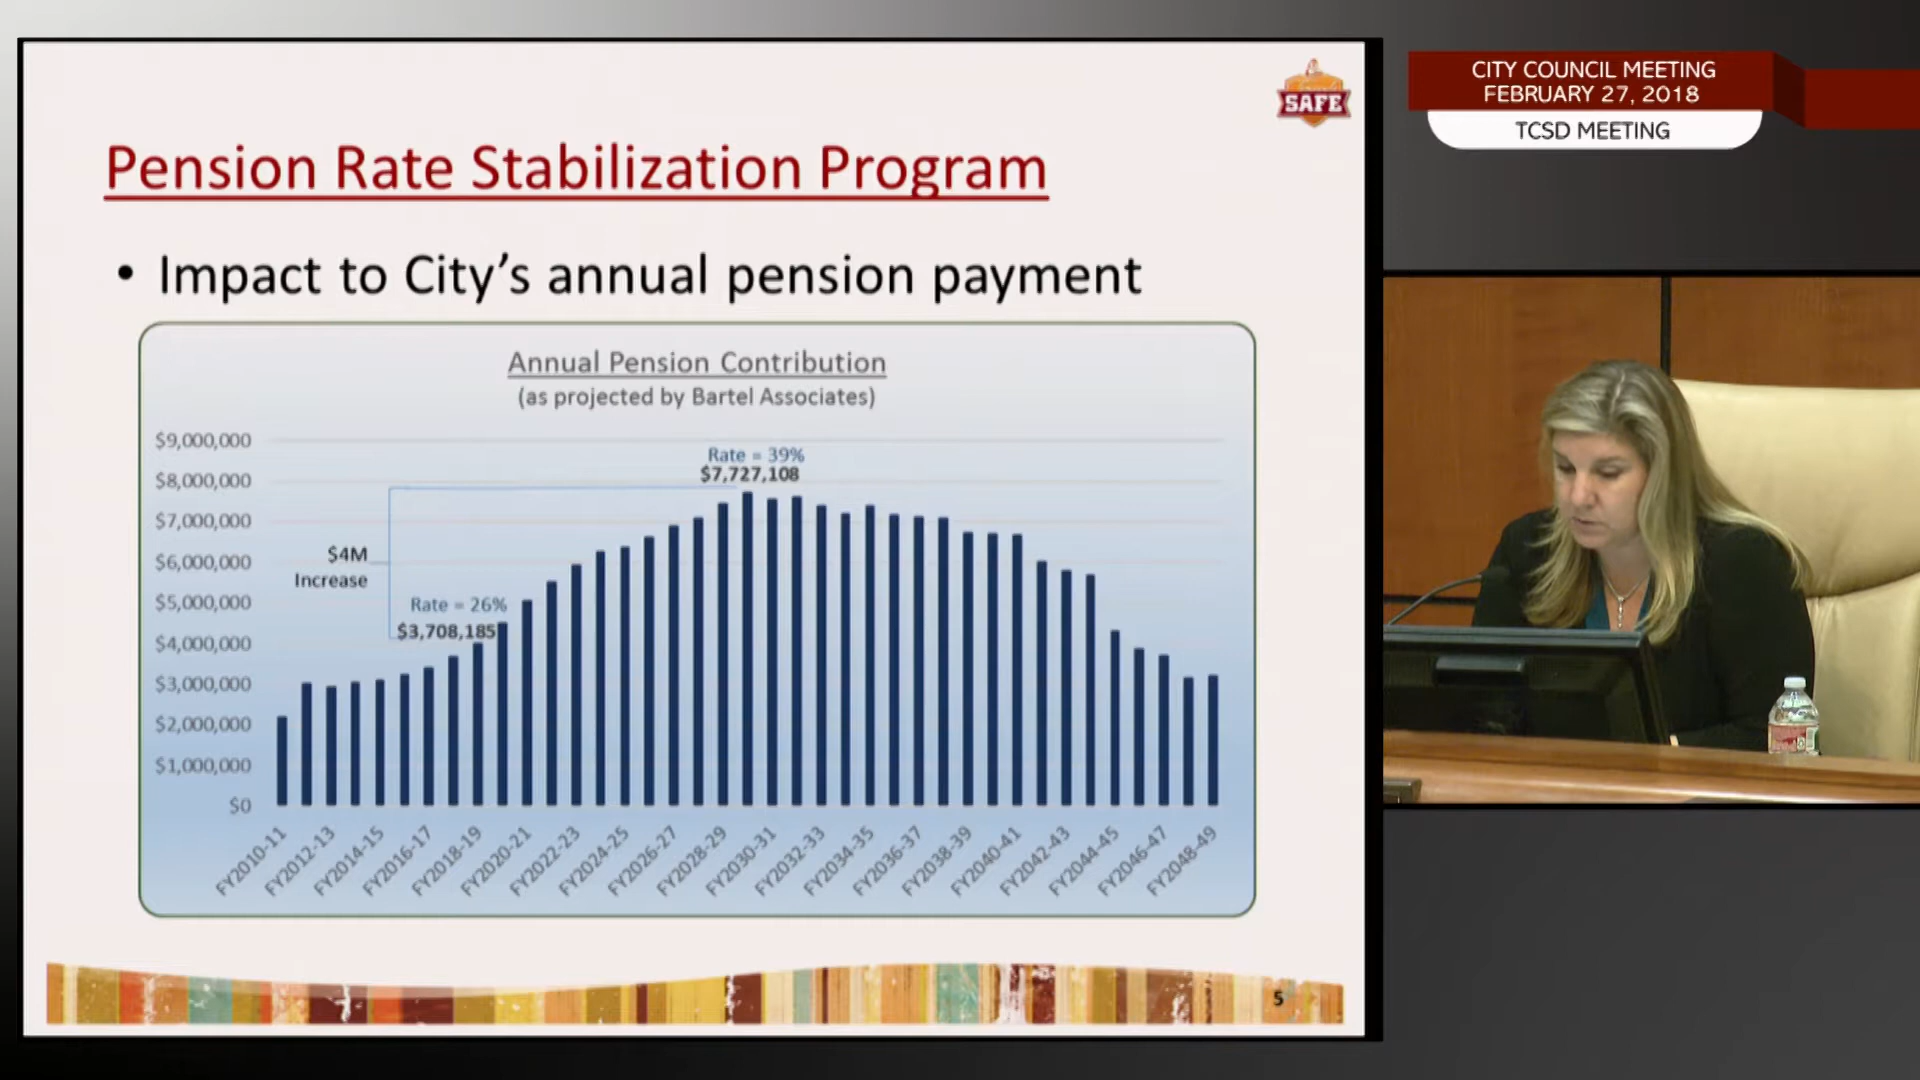 SAFE
CITY COUNCIL MEETING
FEBRUARY 27, 2018
TCSD MEETING
Pension Rate Stabilization Program
• Impact to City's annual pension payment
Annual Pension Contribution
(as projected by Bartel Associates)
$9,000,000
$8,000,000
$7,000,000
$6,000,000
$5,000,000
$4,000,000
$3,000,000
$2,000,000
$1,000,000
$0
Rate = 39%
$7,727,108
$4M
Increase
Rate = 26%
$3,708,185
FY2010-11
FY2012-13
FY2014-15
FY2016-17
FY2018-19
FY2020-21
FY2022-23
FY2024-25
FY2026-27
FY2028-29
FY2030-31
FY2032-33
FY2034-35
FY2036-37
FY2038-39
FY2040-41
FY2042-43
FY2044-45
FY2046-47
FY2048-49
5